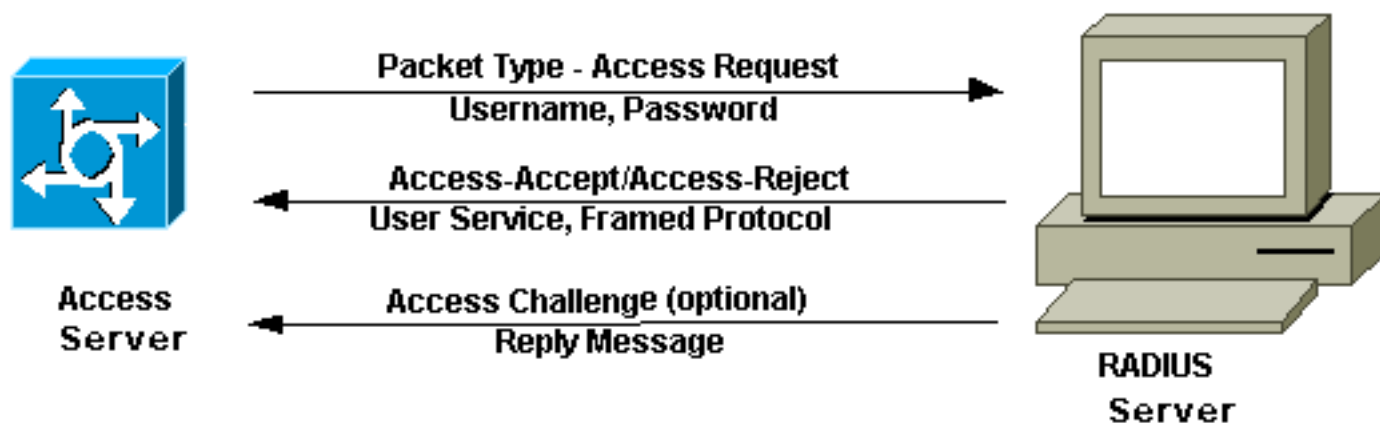 Packet Type - Access Request
Username, Password
Access-Accept/Access-Reject
User Service, Framed Protocol
Access Challenge (optional)
Reply Message
Access
Server
RADIUS
Server